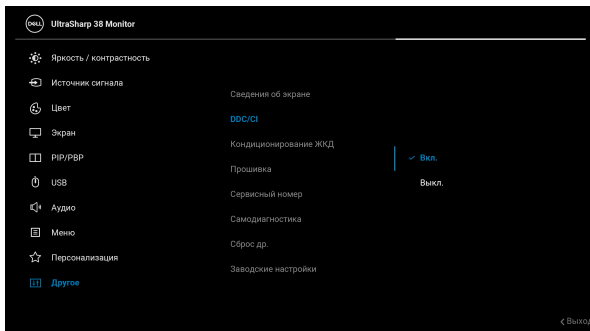 DELL UltraSharp 38 Monitor
Яркость / контрастность
Источник сигнала
Цвет
Экран
PIP/PBP
USB
Аудио
Меню
Персонализация
Другое
Сведения об экране
DDC/CI
Кондиционирование ЖКД
Прошивка
Сервисный номер
Самодиагностика
Сброс др.
Заводские настройки
Вкл.
Выкл.
Выход